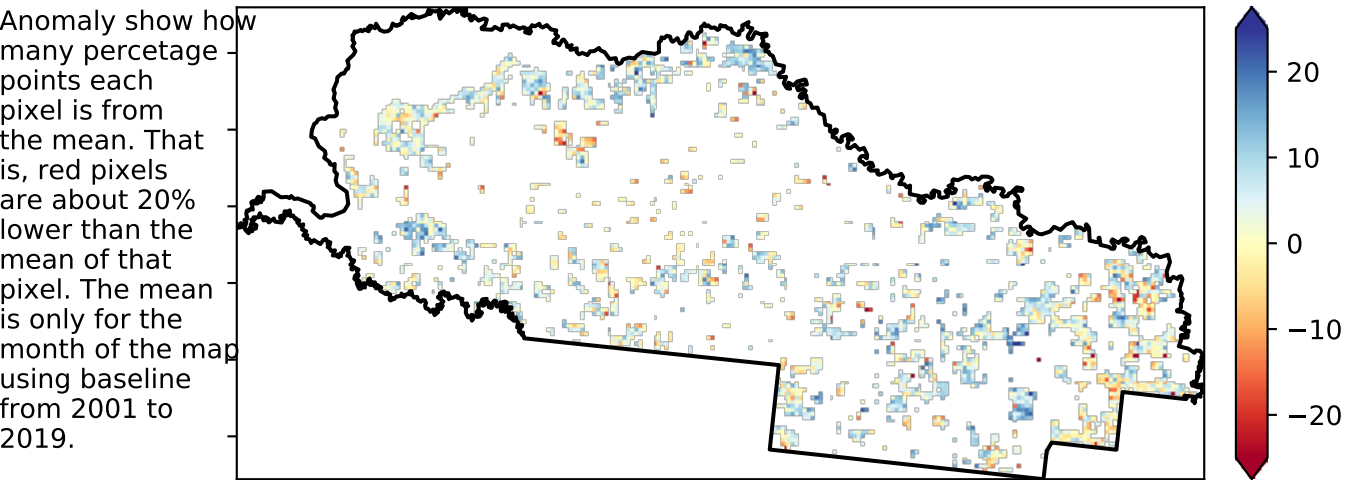 Anomaly show how
many percetage
points each
pixel is from
the mean. That
is, red pixels
are about 20%
lower than the
mean of that
pixel. The mean
is only for the
month of the map
using baseline
from 2001 to
2019.
20
10
0
−10
−20